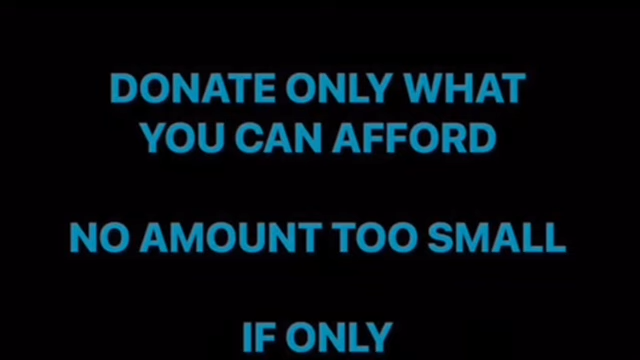 DONATE ONLY WHAT
YOU CAN AFFORD
NO AMOUNT TOO SMALL
IF ONLY